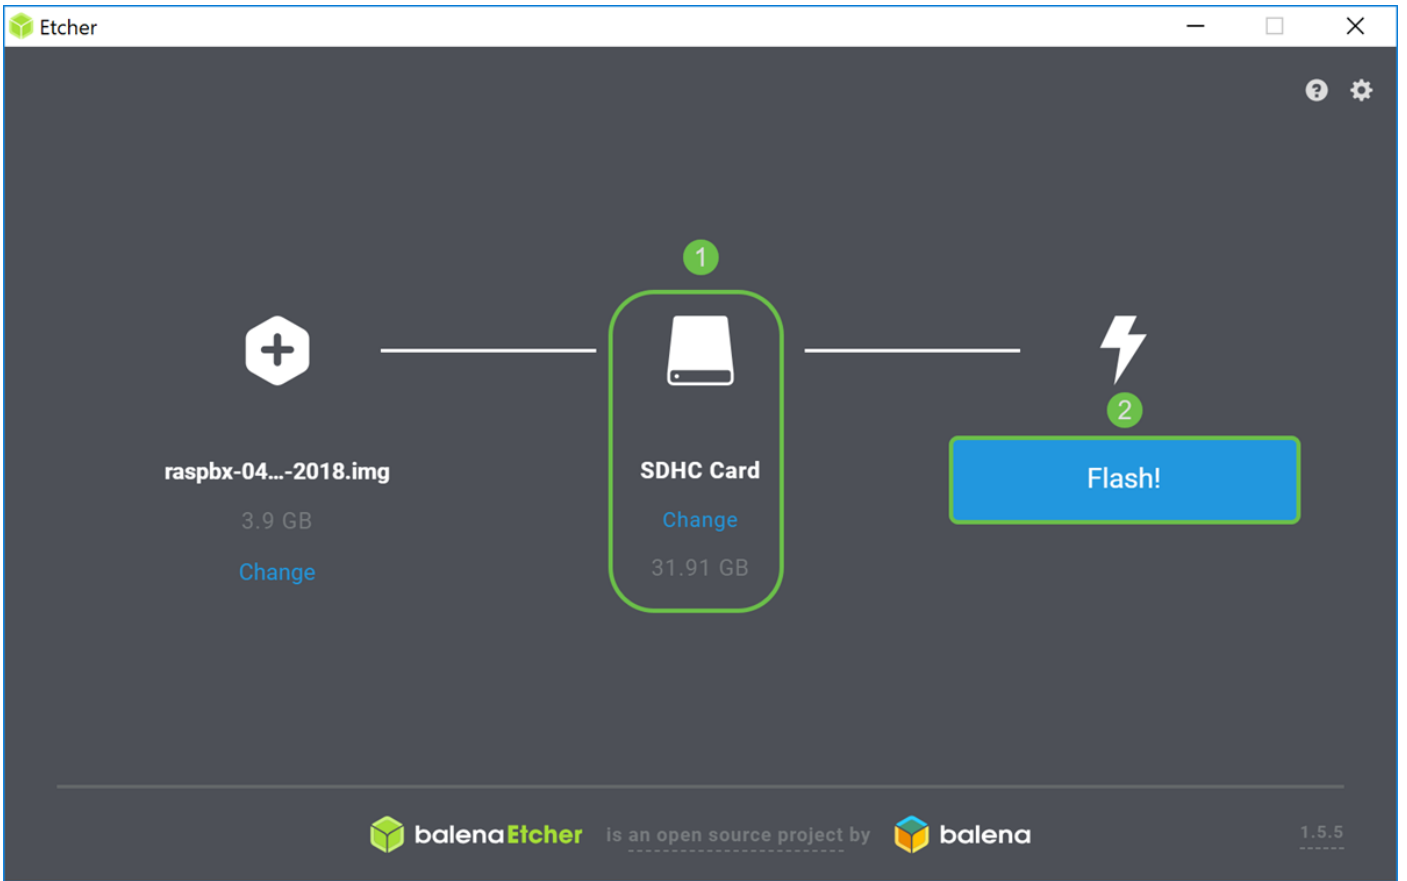 Etcher
1
2
raspbx-04...-2018.img
3.9 GB
Change
SDHC Card
Change
31.91 GB
Flash!
balenaEtcher is an open source project by balena
1.5.5